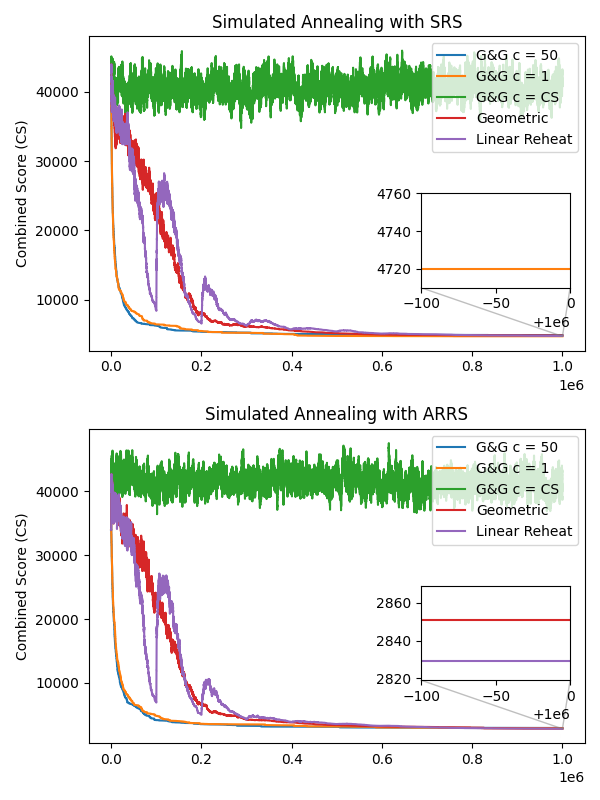 Simulated Annealing with SRS
G&G c = 50
G&G c = 1
G&G c = CS
Geometric
Linear Reheat
Combined Score (CS)
40000
30000
20000
10000
4760
4740
4720
−100
−50
0
+1e6
0.0
0.2
0.4
0.6
0.8
1.0
1e6
Simulated Annealing with ARRS
G&G c = 50
G&G c = 1
G&G c = CS
Geometric
Linear Reheat
Combined Score (CS)
40000
30000
20000
10000
2860
2840
2820
−100
−50
0
+1e6
0.0
0.2
0.4
0.6
0.8
1.0
1e6